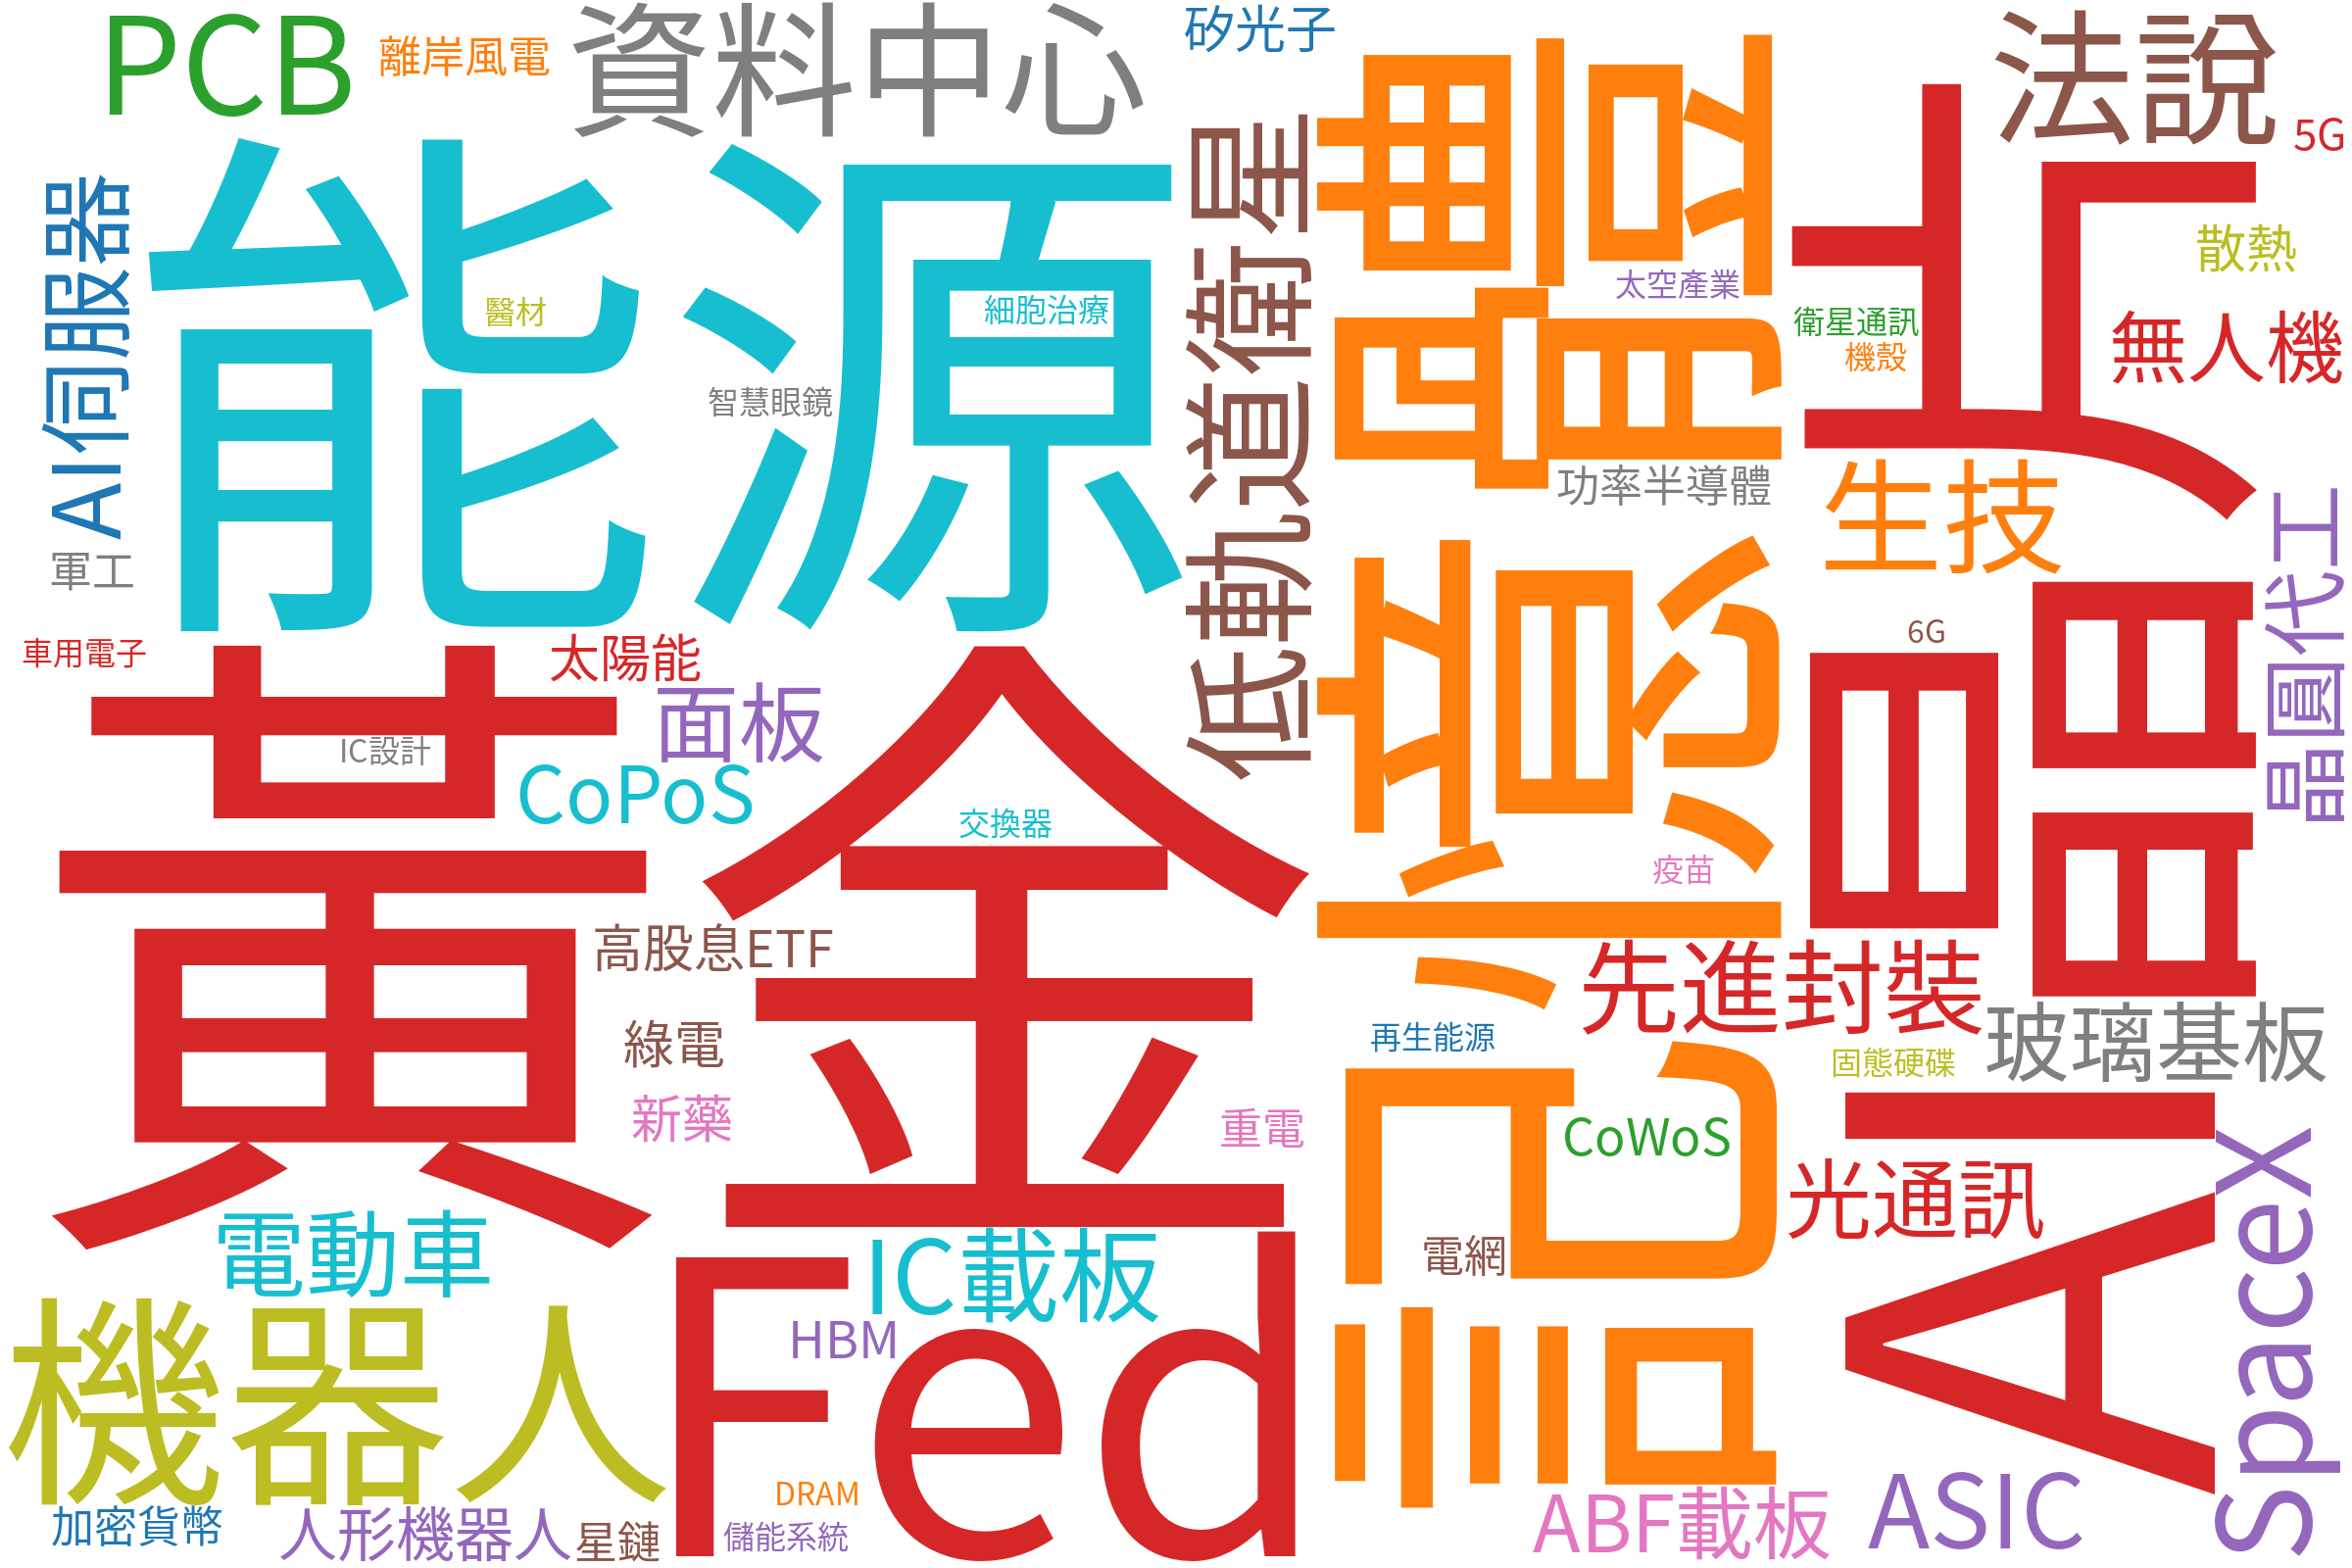 PCB
離岸風電
資料中心
矽光子
法說
5G
能源
AI伺服器
醫材
細胞治療
智慧眼鏡
低軌道衛星
記憶體
太空產業
功率半導體
AI晶片
衛星通訊
機殼
散熱
無人機
生技
晶圓代工
軍工
車用電子
太陽能
面板
IC設計
CoPoS
黃金
交換器
6G
疫苗
高股息ETF
先進封裝
綠電
再生能源
固態硬碟
玻璃基板
新藥
重電
CoWoS
光通訊
Spacex
電動車
IC載板
電網
機器人
Fed
HBM
DRAM
加密貨幣
人形機器人
星鏈
儲能系統
ABF載板
ASIC